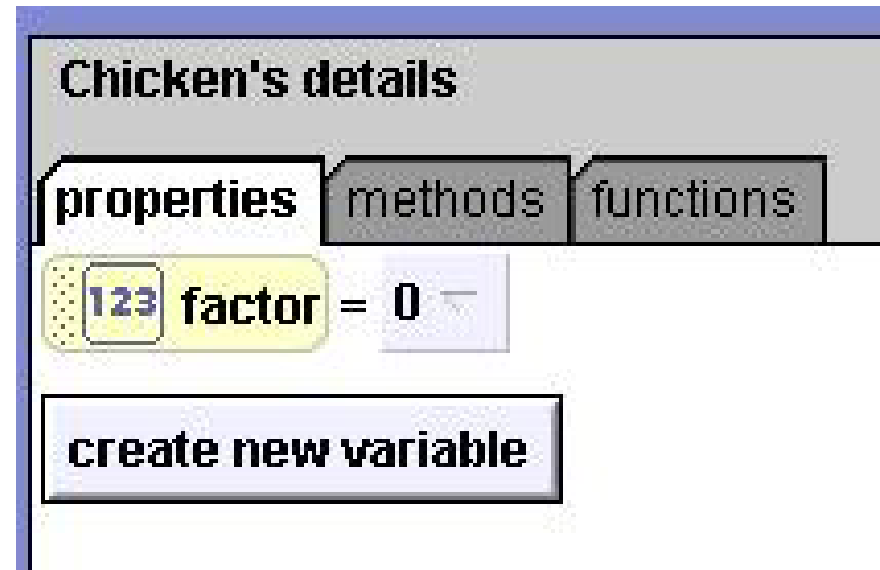 Chicken's details
properties methods functions
123 factor = 0
create new variable